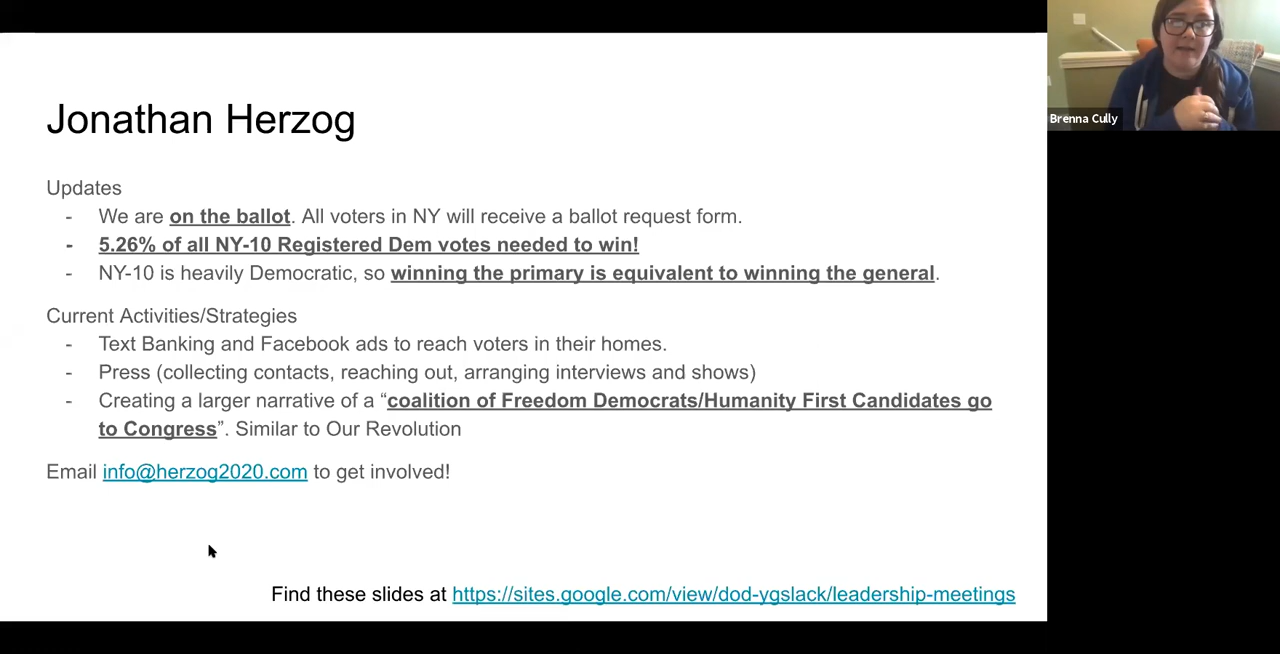 Jonathan Herzog
Updates
- We are on the ballot. All voters in NY will receive a ballot request form.
- 5.26% of all NY-10 Registered Dem votes needed to win!
- NY-10 is heavily Democratic, so winning the primary is equivalent to winning the general.
Current Activities/Strategies
- Text Banking and Facebook ads to reach voters in their homes.
- Press (collecting contacts, reaching out, arranging interviews and shows)
- Creating a larger narrative of a “coalition of Freedom Democrats/Humanity First Candidates go
to Congress”. Similar to Our Revolution
Email info@herzog2020.com to get involved!
Find these slides at https://sites.google.com/view/dod-ygslack/leadership-meetings
Brenna Cully